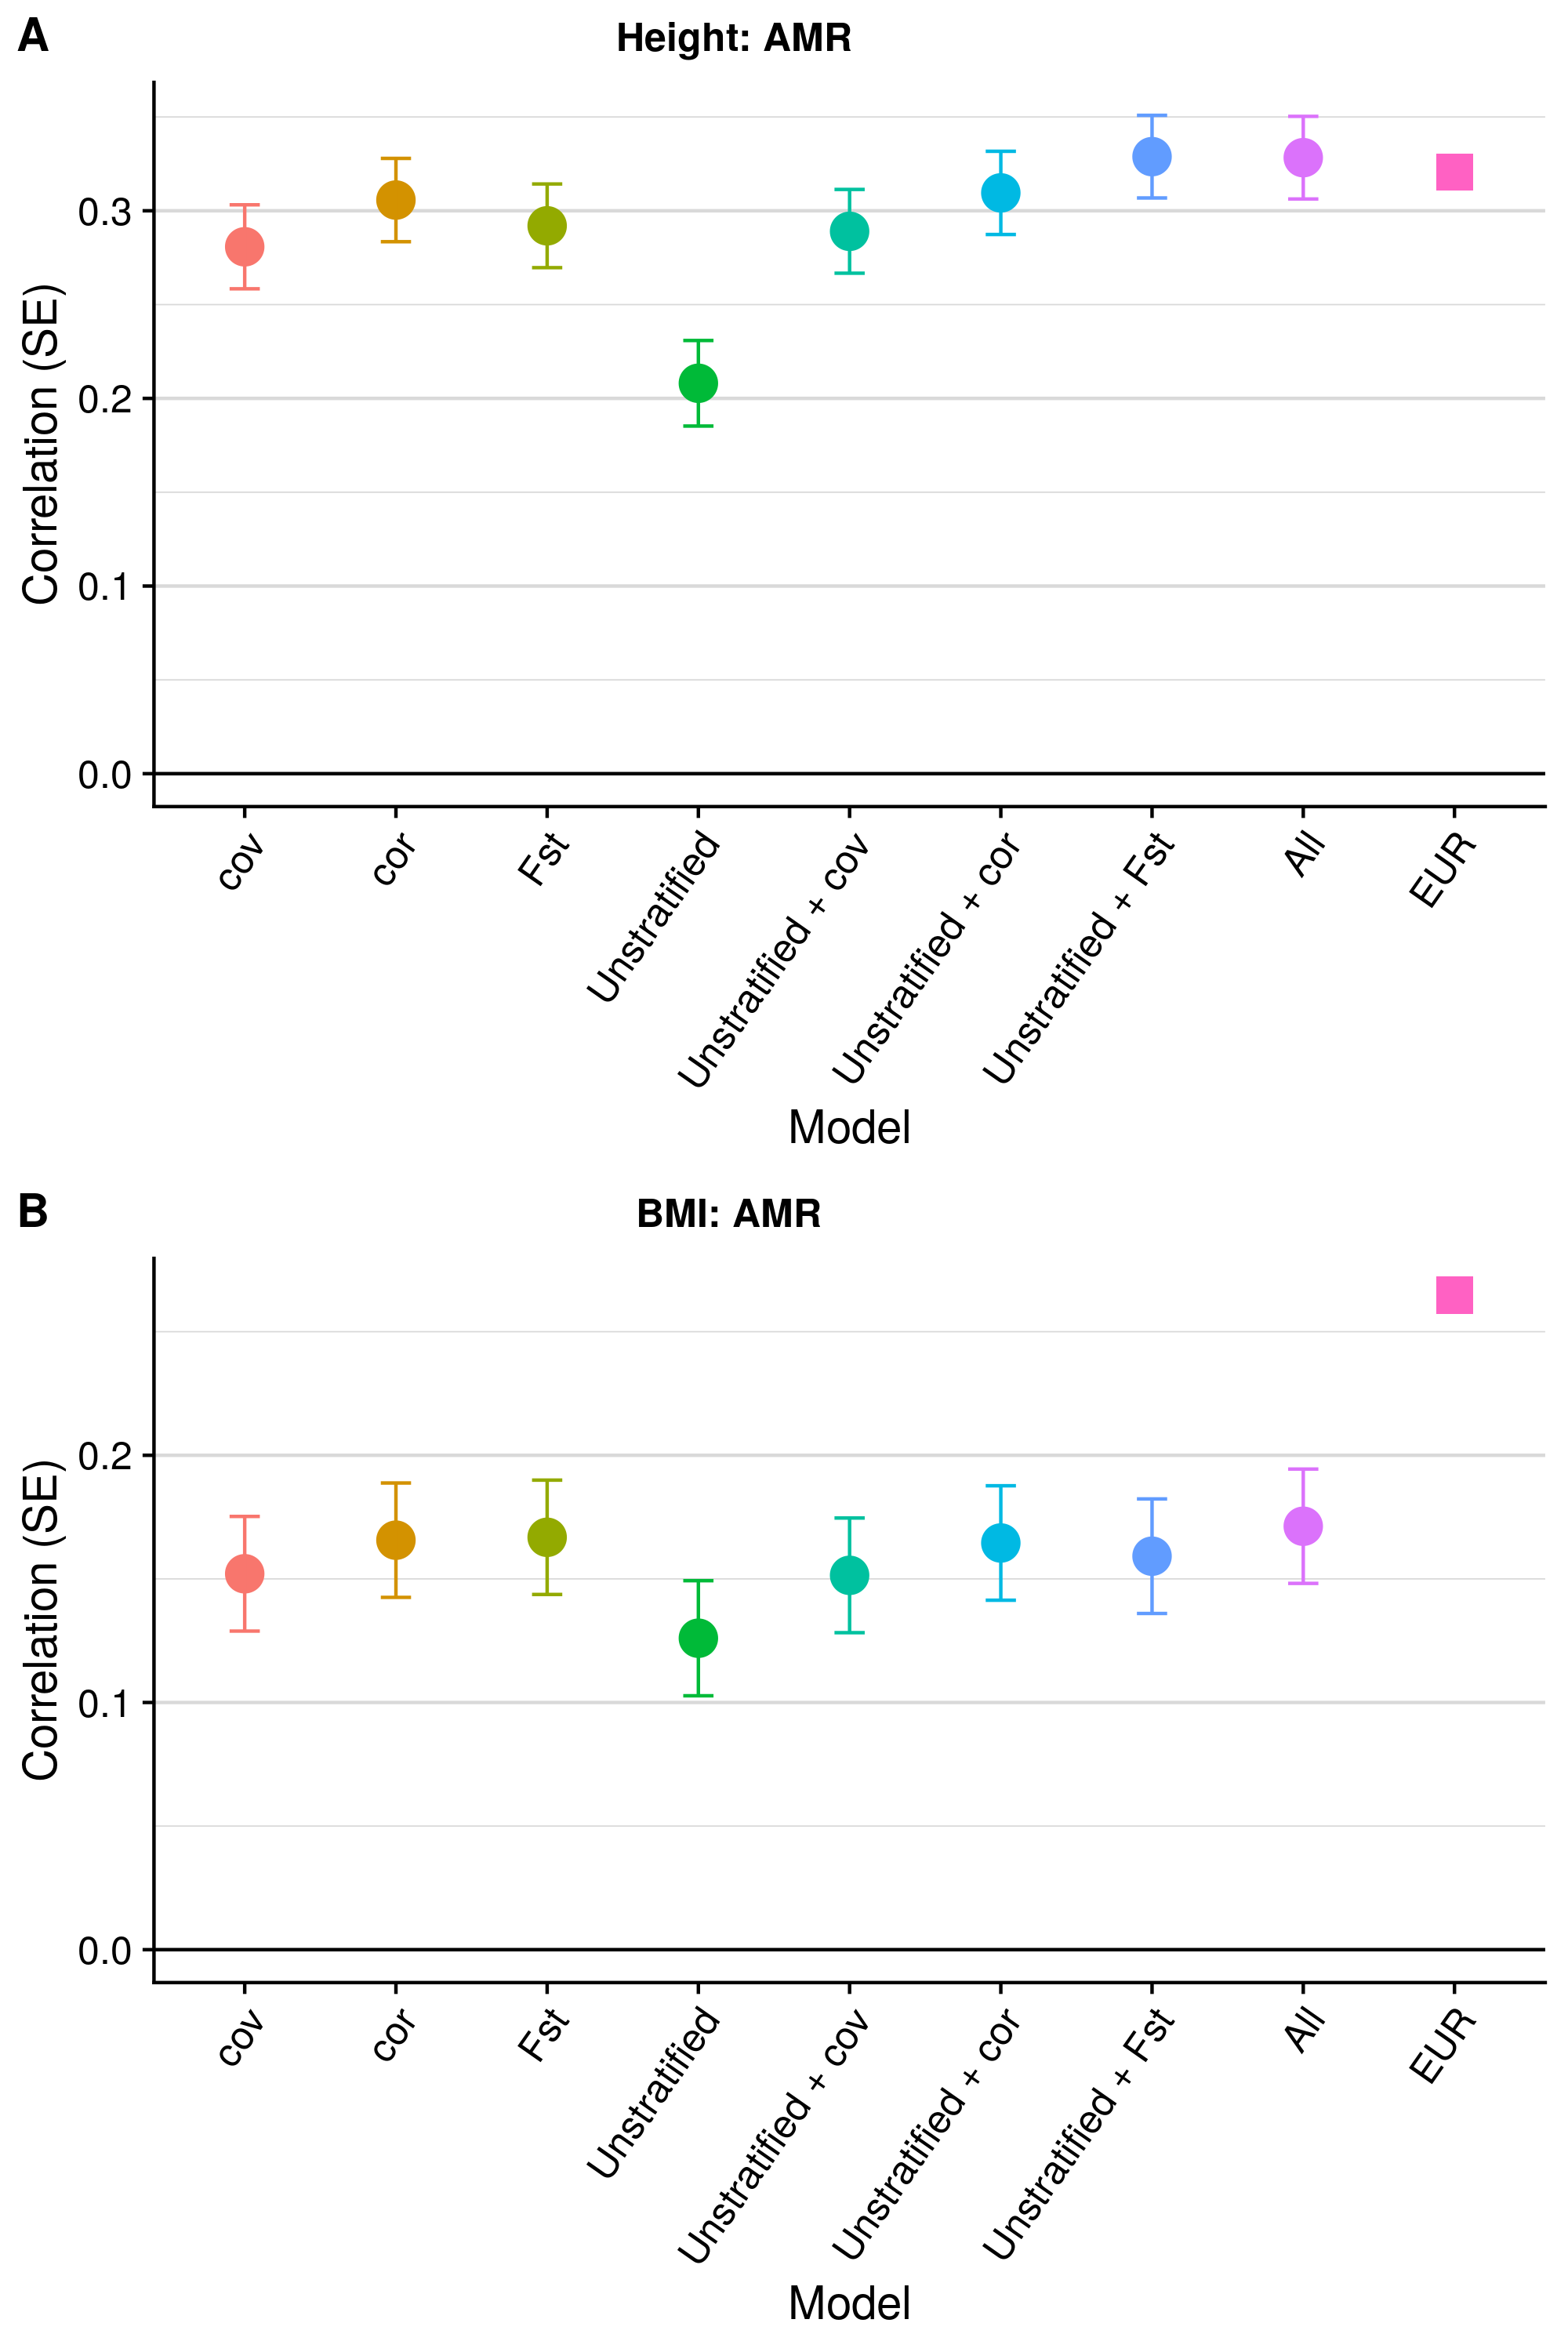 A
Height: AMR
Correlation (SE)
0.3
0.2
0.1
0.0
cov
cor
Fst
Unstratified
Unstratified + cov
Unstratified + cor
Unstratified + Fst
All
EUR
Model
B
BMI: AMR
Correlation (SE)
0.2
0.1
0.0
cov
cor
Fst
Unstratified
Unstratified + cov
Unstratified + cor
Unstratified + Fst
All
EUR
Model